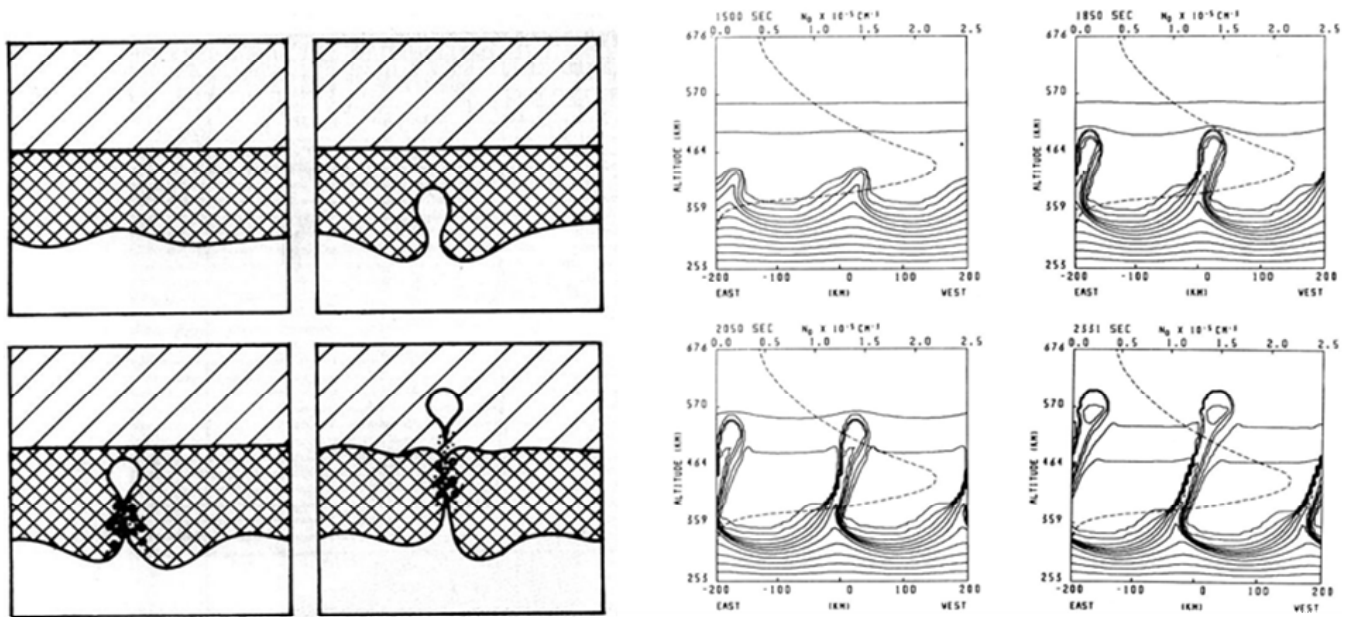 1500 SEC N₀ X 10⁻⁵ CM⁻³
0.0 0.5 1.0 1.5 2.0 2.5
674
570
464
359
255
ALTITUDE (KM)
-200 -100 0 100 200
EAST (KM) WEST
1850 SEC N₀ X 10⁻⁵ CM⁻³
0.0 0.5 1.0 1.5 2.0 2.5
674
570
464
359
255
ALTITUDE (KM)
-200 -100 0 100 200
EAST (KM) WEST
2050 SEC N₀ X 10⁻⁵ CM⁻³
0.0 0.5 1.0 1.5 2.0 2.5
674
570
464
359
255
ALTITUDE (KM)
-200 -100 0 100 200
EAST (KM) WEST
2331 SEC N₀ X 10⁻⁵ CM⁻³
0.0 0.5 1.0 1.5 2.0 2.5
674
570
464
359
255
ALTITUDE (KM)
-200 -100 0 100 200
EAST (KM) WEST